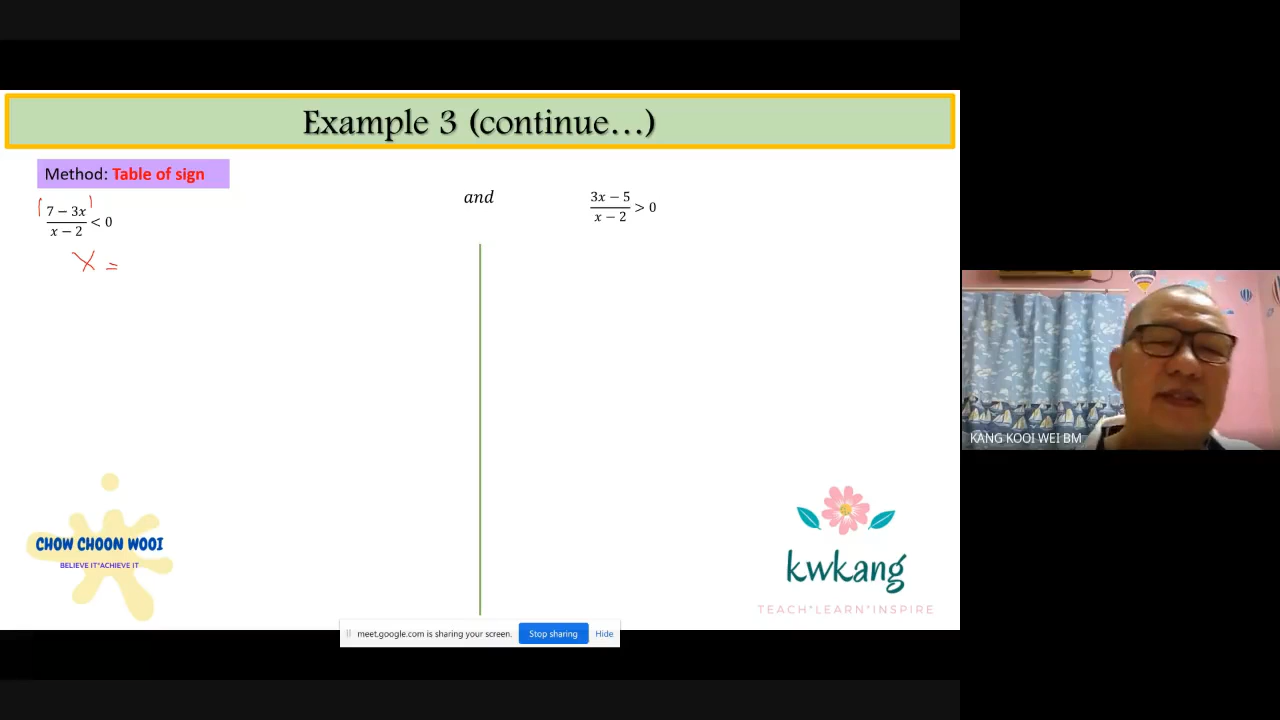 Example 3 (continue...)
Method: Table of sign
7 − 3x
x − 2
< 0
x =
and
3x − 5
x − 2
> 0
KANG KOOI WEI BM
CHOW CHOON WOOI
BELIEVE IT*ACHIEVE IT
kwkang
TEACH*LEARN*INSPIRE
meet.google.com is sharing your screen.
Stop sharing
Hide